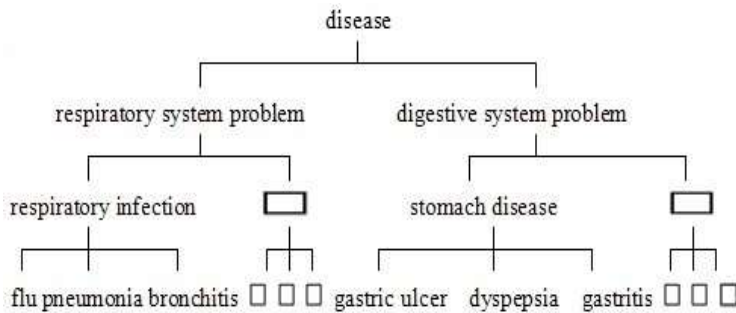 disease
respiratory system problem digestive system problem
respiratory infection stomach disease
flu pneumonia bronchitis gastric ulcer dyspepsia gastritis